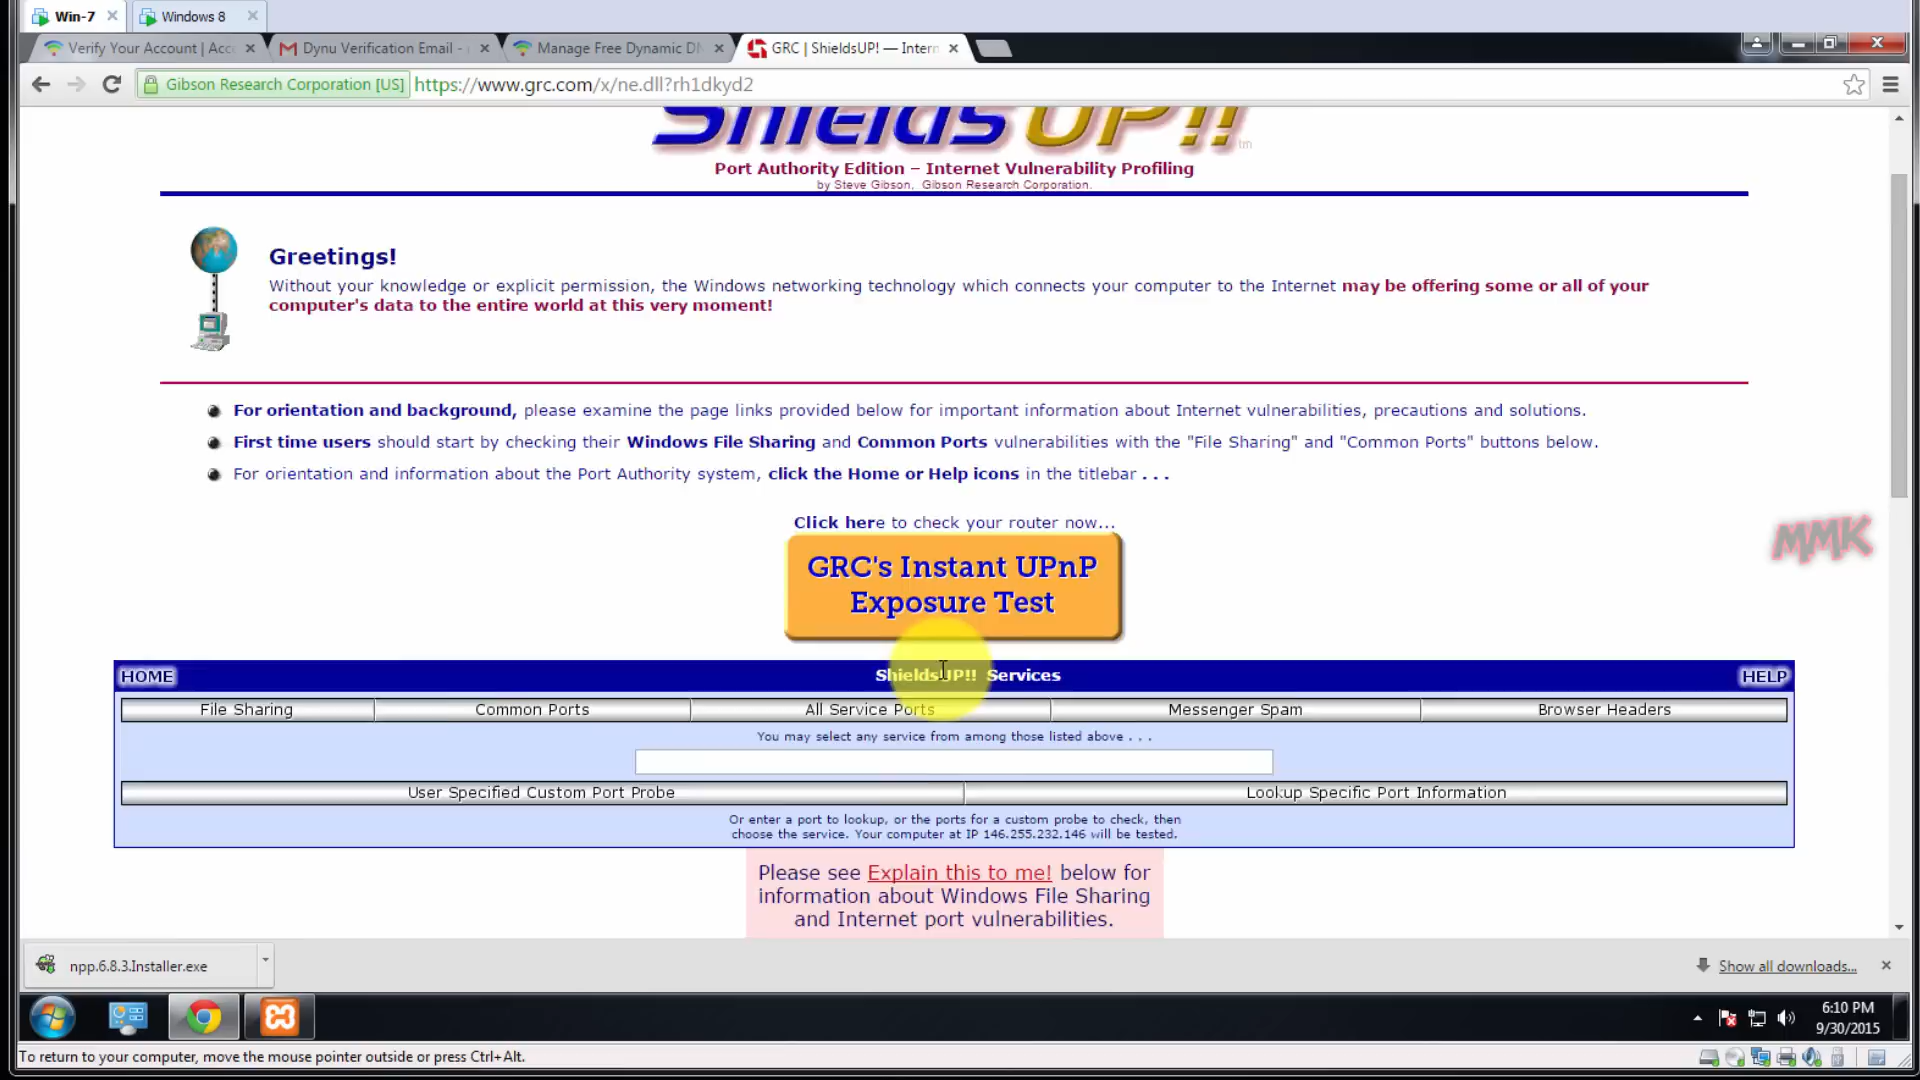 Win-7
Windows 8
Verify Your Account | Acc
Dynu Verification Email -
Manage Free Dynamic D
GRC | ShieldsUP! — Intern
Gibson Research Corporation [US] https://www.grc.com/x/ne.dll?rh1dkyd2
ShieldsUP!!
tm
Port Authority Edition – Internet Vulnerability Profiling
by Steve Gibson, Gibson Research Corporation.
Greetings!
Without your knowledge or explicit permission, the Windows networking technology which connects your computer to the Internet may be offering some or all of your
computer's data to the entire world at this very moment!
For orientation and background, please examine the page links provided below for important information about Internet vulnerabilities, precautions and solutions.
First time users should start by checking their Windows File Sharing and Common Ports vulnerabilities with the "File Sharing" and "Common Ports" buttons below.
For orientation and information about the Port Authority system, click the Home or Help icons in the titlebar . . .
Click here to check your router now...
MMK
GRC's Instant UPnP
Exposure Test
HOME
ShieldsUP!! Services
HELP
File Sharing
Common Ports
All Service Ports
Messenger Spam
Browser Headers
You may select any service from among those listed above . . .
User Specified Custom Port Probe
Lookup Specific Port Information
Or enter a port to lookup, or the ports for a custom probe to check, then
choose the service. Your computer at IP 146.255.232.146 will be tested.
Please see Explain this to me! below for
information about Windows File Sharing
and Internet port vulnerabilities.
npp.6.8.3.Installer.exe
Show all downloads...
6:10 PM
9/30/2015
To return to your computer, move the mouse pointer outside or press Ctrl+Alt.